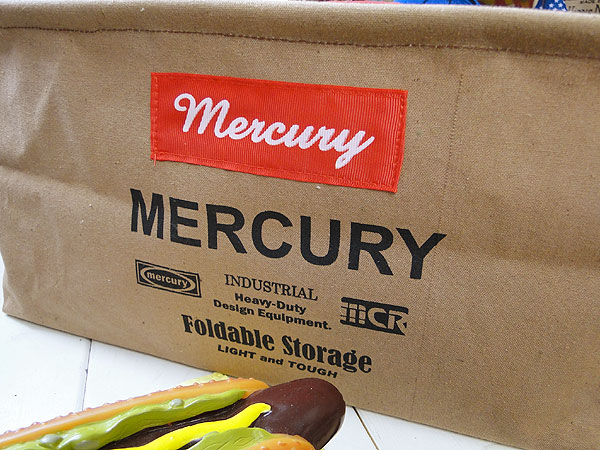 Mercury
MERCURY
mercury
INDUSTRIAL
Heavy-Duty
Design Equipment.
MCR
Foldable Storage
LIGHT and TOUGH